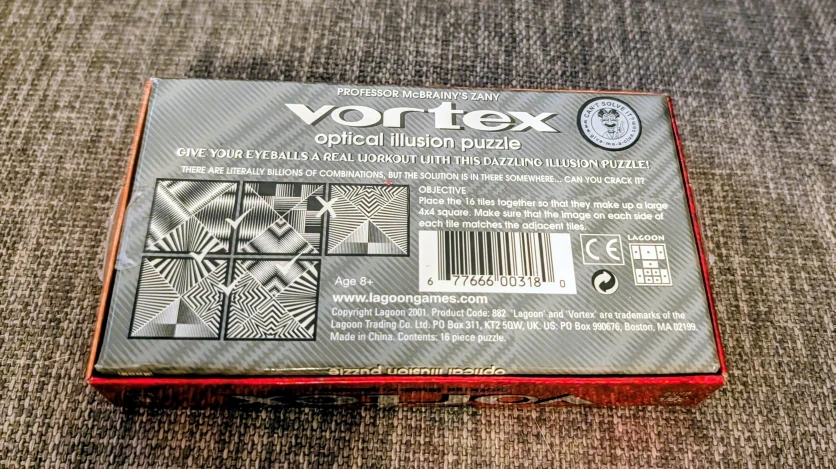 PROFESSOR McBRAINY'S ZANY
vortex
optical illusion puzzle
GIVE YOUR EYEBALLS A REAL WORKOUT WITH THIS DAZZLING ILLUSION PUZZLE!
THERE ARE LITERALLY BILLIONS OF COMBINATIONS, BUT THE SOLUTION IS IN THERE SOMEWHERE... CAN YOU CRACK IT?
CAN'T SOLVE IT?
OBJECTIVE
Place the 16 tiles together so that they make up a large
4x4 square. Make sure that the image on each side of
each tile matches the adjacent tiles.
6 77666 00318 0
CE
LAGOON
Age 8+
www.lagoongames.com
Copyright Lagoon 2001. Product Code: 882 'Lagoon' and 'Vortex' are trademarks of the
Lagoon Trading Co. Ltd. PO Box 311, KT2 5QW, UK. US: PO Box 990676, Boston, MA 02199.
Made in China. Contents: 16 piece puzzle.
optical illusion puzzle
vortex